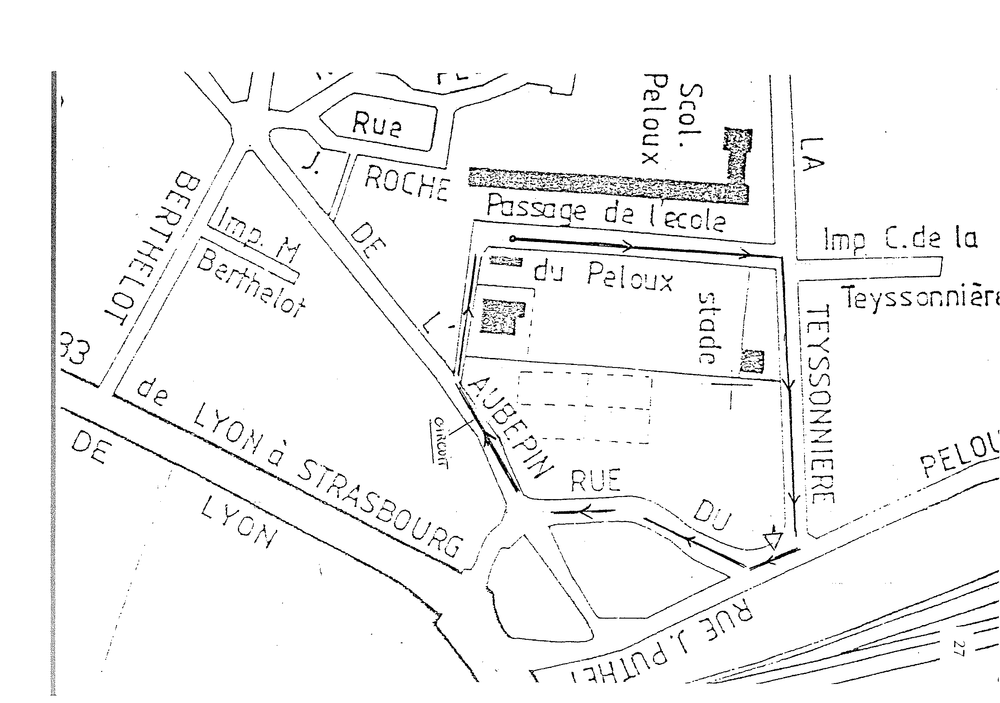 Scol.
Peloux
Rue
J.
ROCHE
LA
BERTHELOT
Passage de l'ecole
Imp. M
Berthelot
DE
Imp C. de la
du Peloux
Teyssonnière
stade
L'
TEYSSONNIERE
33
de LYON à STRASBOURG
AUBEPIN
CIRCUIT
DE
LYON
RUE
DU
PELOU
RUE J. PUTHET
27